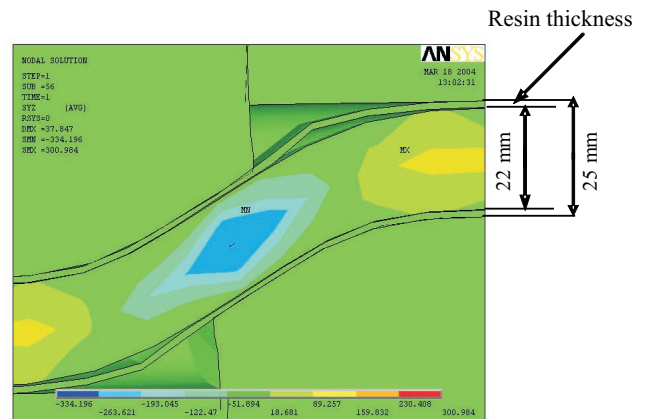 Resin thickness
ANSYS
NODAL SOLUTION
STEP=1
SUB =56
TIME=1
SYZ (AVG)
RSYS=0
DMX =37.847
SMN =-334.196
SMX =300.984
MAR 18 2004
13:02:31
MX
MN
22 mm
25 mm
-334.196 -193.045 -51.894 89.257 230.408
-263.621 -122.47 18.681 159.832 300.984